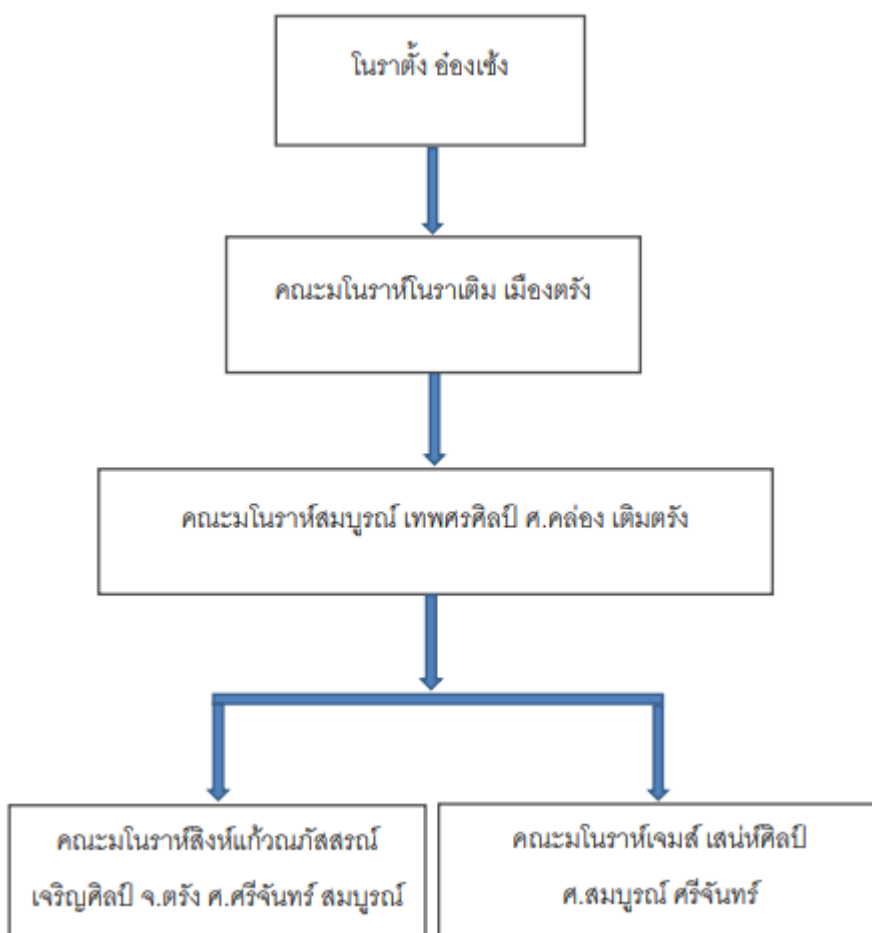 โนราตั้ง อ๋องเซ้ง
คณะมโนราห์โนราเติม เมืองตรัง
คณะมโนราห์สมบูรณ์ เทพศรศิลป์ ศ.คล่อง เติมตรัง
คณะมโนราห์สิงห์แก้วณภัสสรณ์
เจริญศิลป์ จ.ตรัง ศ.ศรีจันทร์ สมบูรณ์
คณะมโนราห์เจมส์ เสน่ห์ศิลป์
ศ.สมบูรณ์ ศรีจันทร์